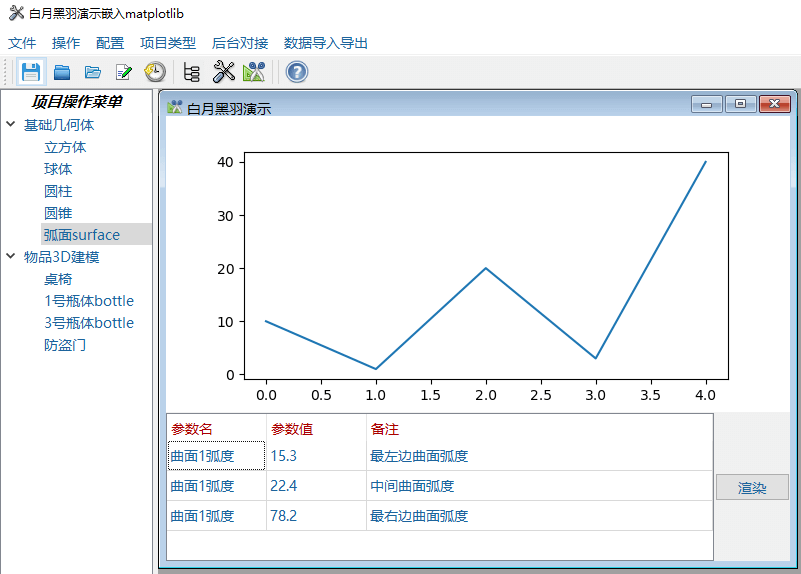 白月黑羽演示嵌入matplotlib
文件 操作 配置 项目类型 后台对接 数据导入导出
项目操作菜单
基础几何体
立方体
球体
圆柱
圆锥
弧面surface
物品3D建模
桌椅
1号瓶体bottle
3号瓶体bottle
防盗门
白月黑羽演示
40
30
20
10
0
0.0 0.5 1.0 1.5 2.0 2.5 3.0 3.5 4.0
参数名 参数值 备注
曲面1弧度 15.3 最左边曲面弧度
曲面1弧度 22.4 中间曲面弧度
曲面1弧度 78.2 最右边曲面弧度
渲染